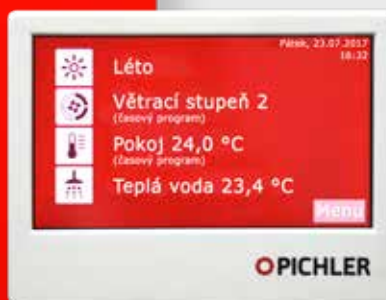 Pátek, 23.07.2017
16:32
Léto
Větrací stupeň 2
(časový program)
Pokoj 24,0 °C
(časový program)
Teplá voda 23,4 °C
Menu
PICHLER